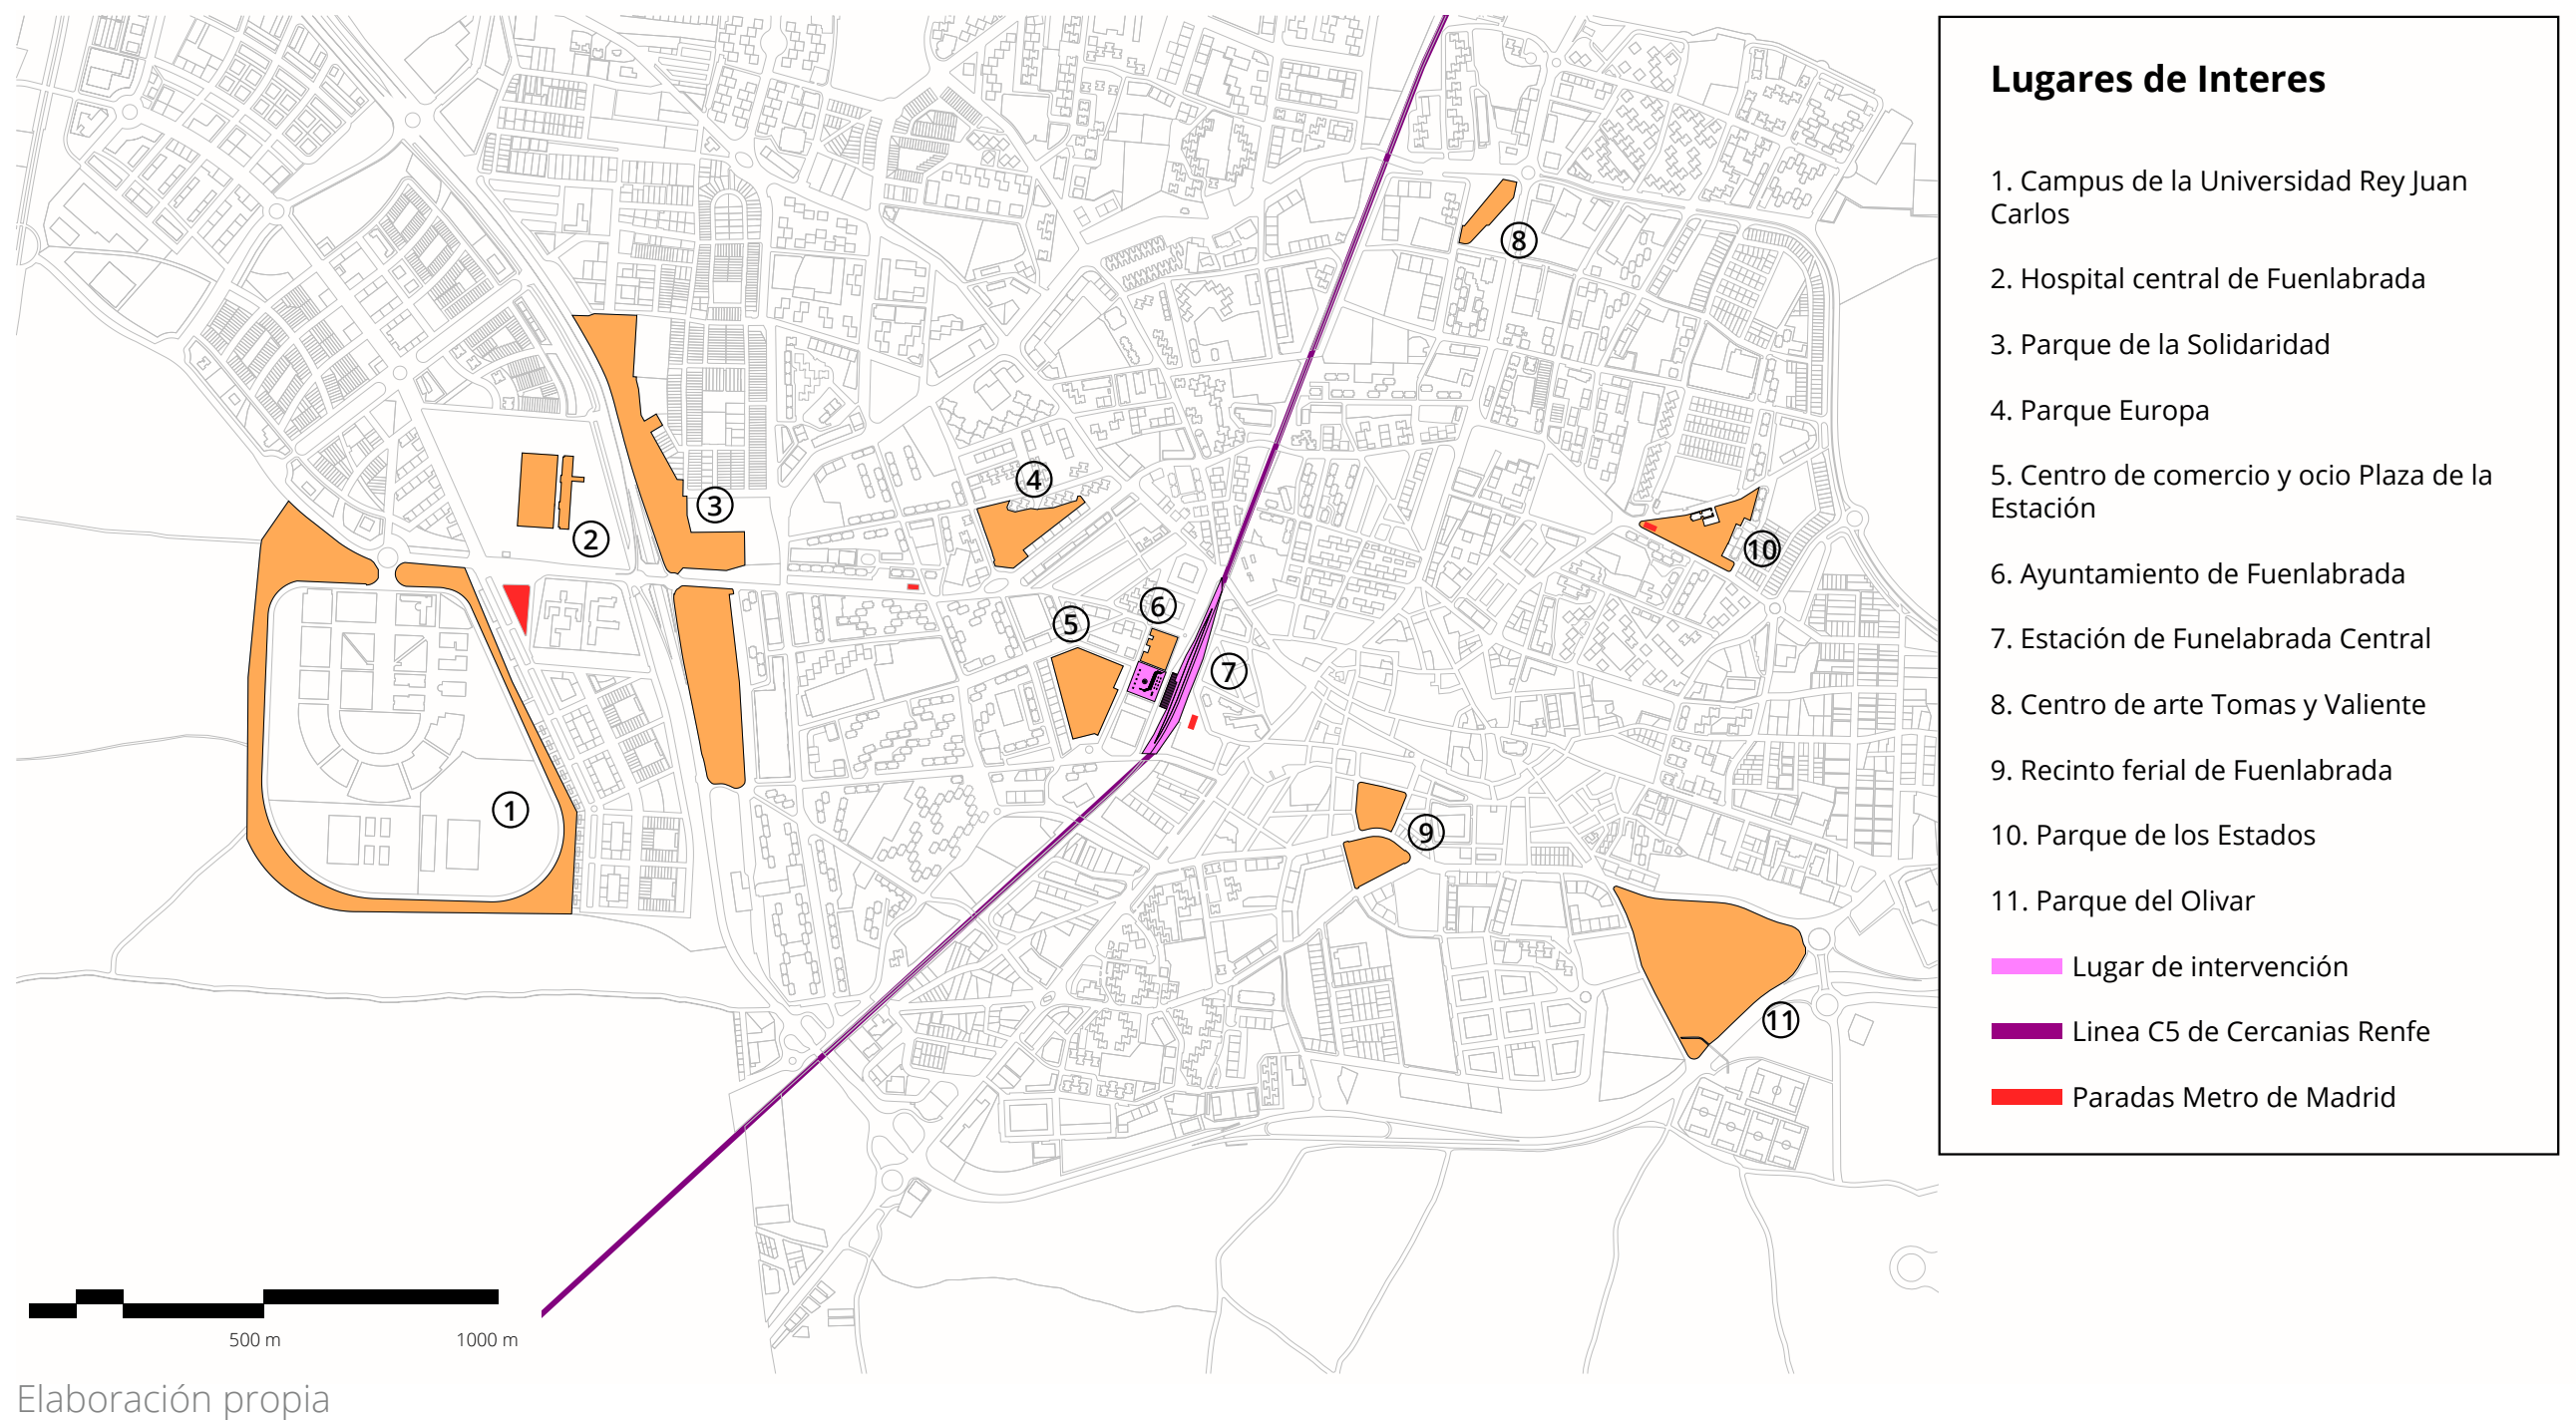 Lugares de Interes
1. Campus de la Universidad Rey Juan
Carlos
2. Hospital central de Fuenlabrada
3. Parque de la Solidaridad
4. Parque Europa
5. Centro de comercio y ocio Plaza de la
Estación
6. Ayuntamiento de Fuenlabrada
7. Estación de Funelabrada Central
8. Centro de arte Tomas y Valiente
9. Recinto ferial de Fuenlabrada
10. Parque de los Estados
11. Parque del Olivar
Lugar de intervención
Linea C5 de Cercanias Renfe
Paradas Metro de Madrid
8
4
3
2
10
6
5
7
1
9
11
500 m
1000 m
Elaboración propia